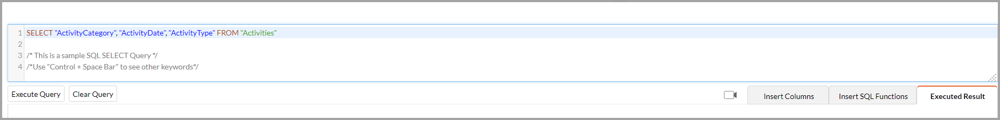 1 SELECT "ActivityCategory", "ActivityDate", "ActivityType" FROM "Activities"
2
3 /* This is a sample SQL SELECT Query */
4 /*Use "Control + Space Bar" to see other keywords*/
Execute Query Clear Query Insert Columns Insert SQL Functions Executed Result